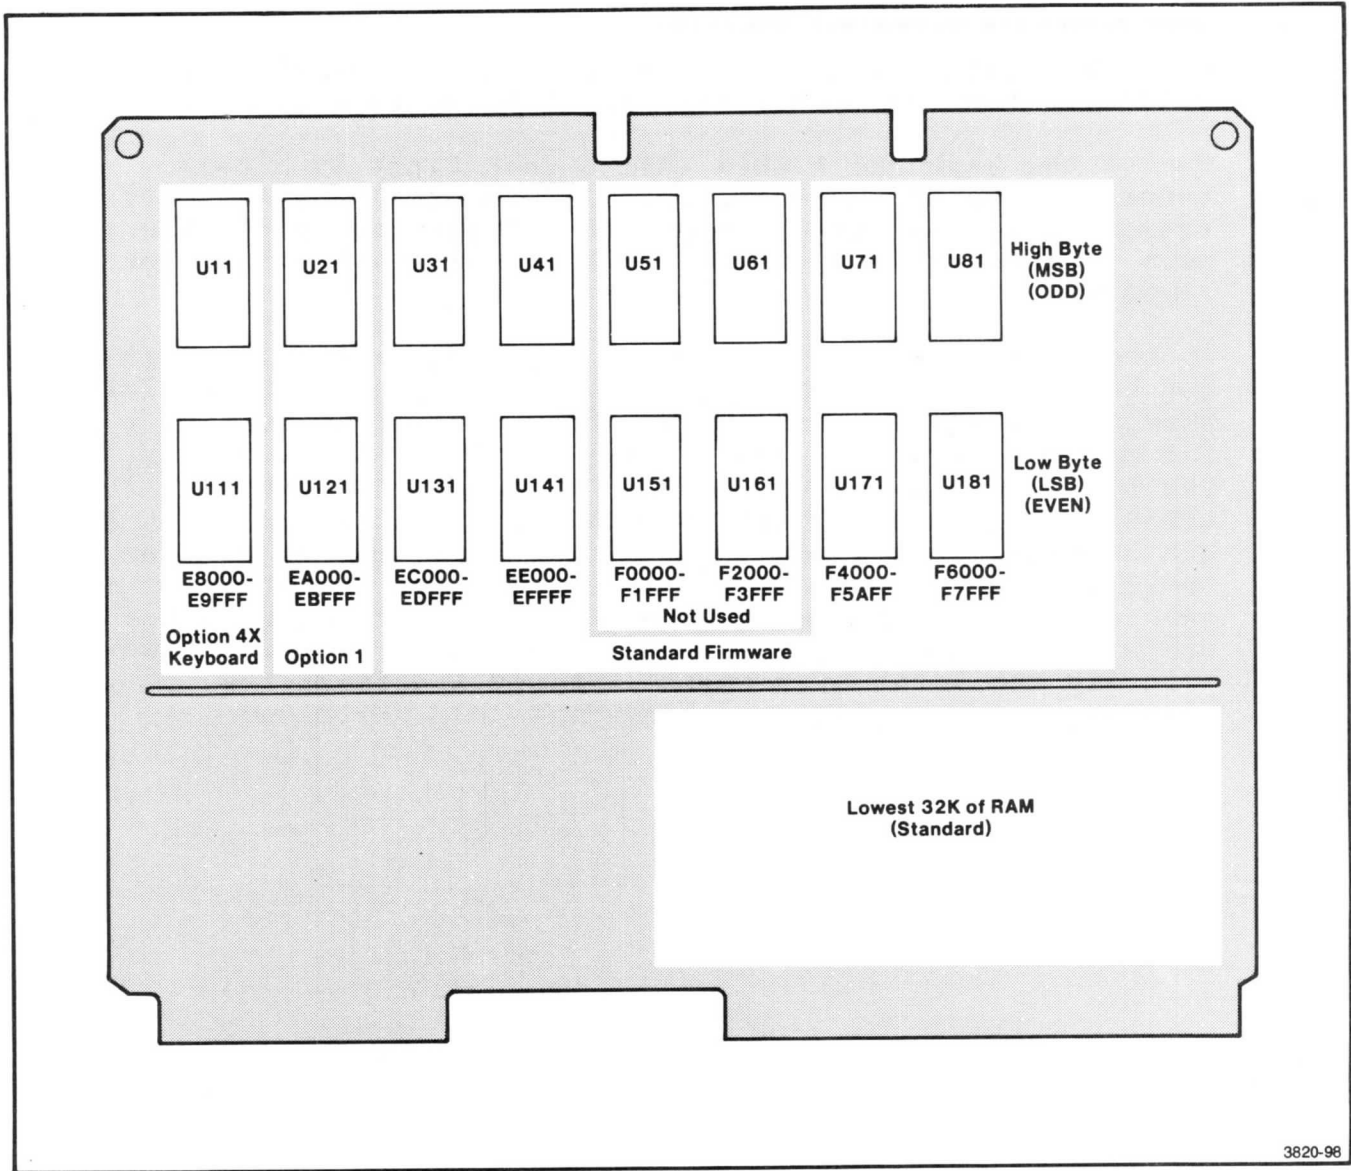 U11 U21 U31 U41 U51 U61 U71 U81
High Byte
(MSB)
(ODD)
U111 U121 U131 U141 U151 U161 U171 U181
Low Byte
(LSB)
(EVEN)
E8000- EA000- EC000- EE000- F0000- F2000- F4000- F6000-
E9FFF EBFFF EDFFF EFFFF F1FFF F3FFF F5AFF F7FFF
Not Used
Option 4X
Keyboard
Option 1
Standard Firmware
Lowest 32K of RAM
(Standard)
3820-98